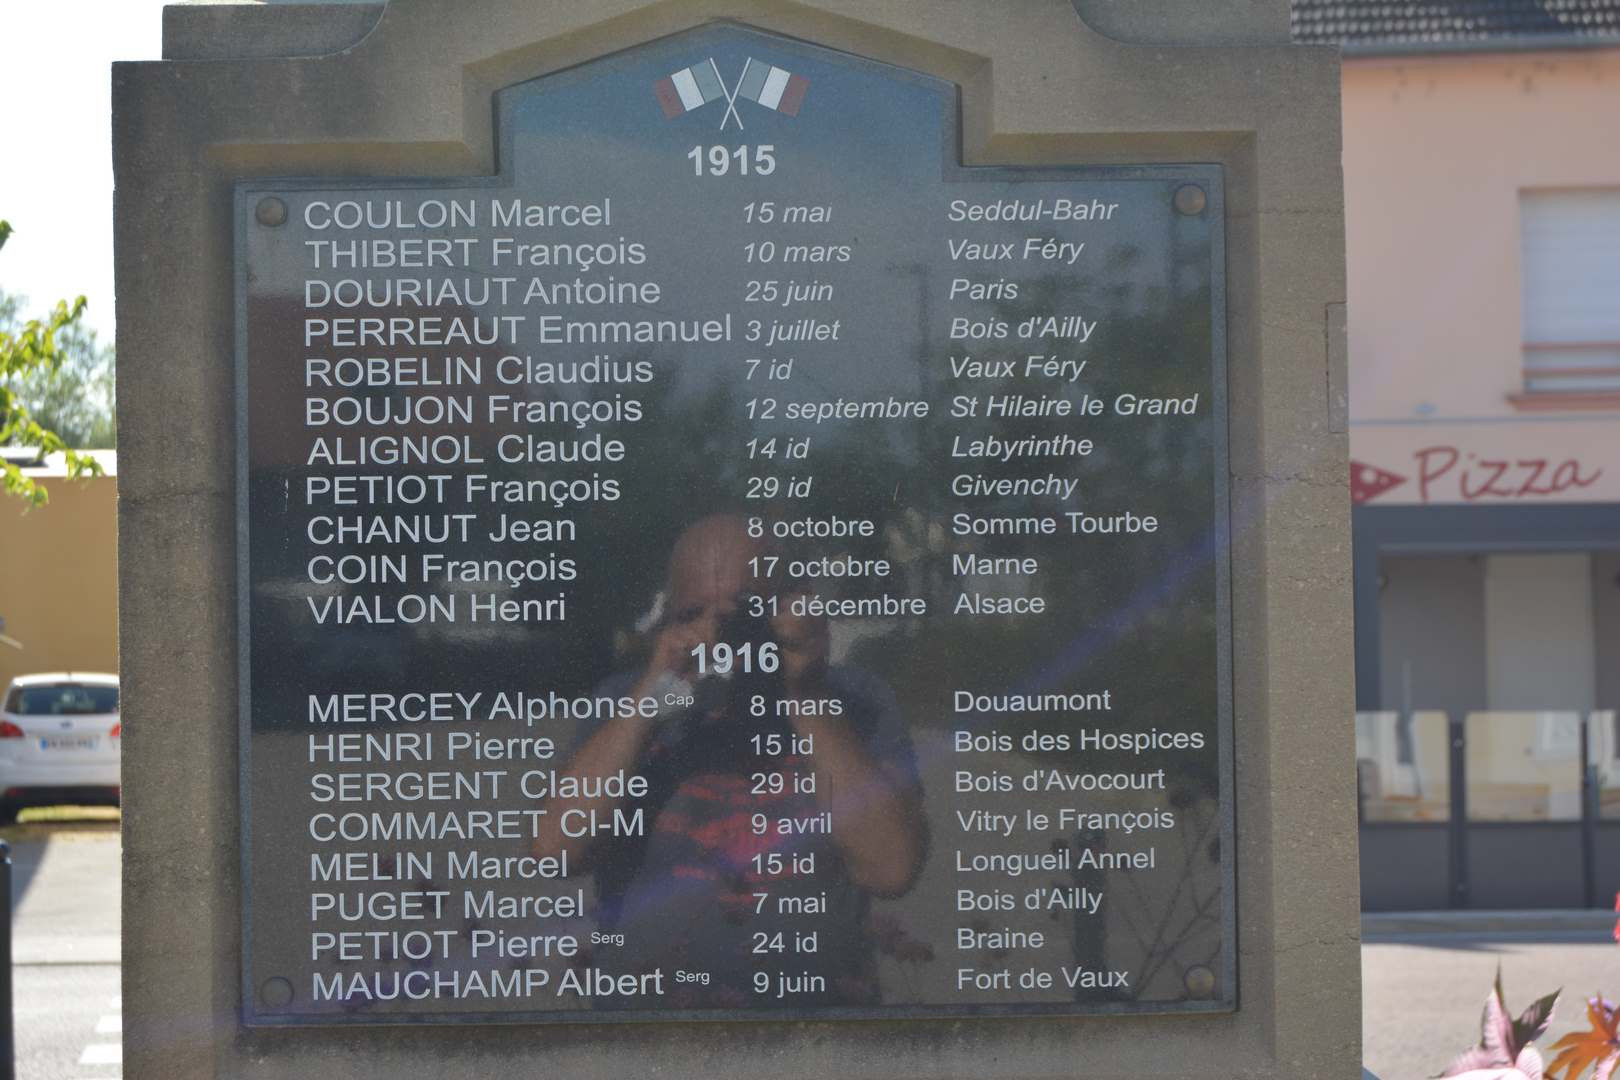 1915
COULON Marcel 15 mai Seddul-Bahr
THIBERT François 10 mars Vaux Féry
DOURIAUT Antoine 25 juin Paris
PERREAUT Emmanuel 3 juillet Bois d'Ailly
ROBELIN Claudius 7 id Vaux Féry
BOUJON François 12 septembre St Hilaire le Grand
ALIGNOL Claude 14 id Labyrinthe
PETIOT François 29 id Givenchy
CHANUT Jean 8 octobre Somme Tourbe
COIN François 17 octobre Marne
VIALON Henri 31 décembre Alsace
1916
MERCEY Alphonse Cap 8 mars Douaumont
HENRI Pierre 15 id Bois des Hospices
SERGENT Claude 29 id Bois d'Avocourt
COMMARET Cl-M 9 avril Vitry le François
MELIN Marcel 15 id Longueil Annel
PUGET Marcel 7 mai Bois d'Ailly
PETIOT Pierre Serg 24 id Braine
MAUCHAMP Albert Serg 9 juin Fort de Vaux
Pizza